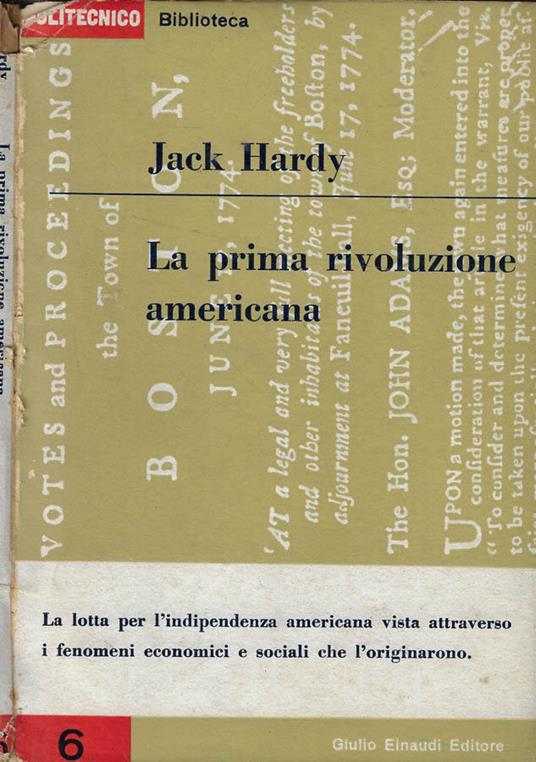 POLITECNICO Biblioteca
Jack Hardy
La prima rivoluzione
americana
VOTES and PROCEEDINGS
the Town of
BOSTON,
JUNE 17, 1774.
AT a legal and very full meeting of the freeholders
and other inhabitants of the town of Boſton, by
adjournment at Faneuil-Hall, June 17, 1774.
The Hon. JOHN ADAMS, ESQ; Moderator.
UPON a motion made, the town again entered into the
conſideration of that article in the warrant, Viz.
"To conſider and determine what meaſures are proper
to be taken upon the preſent exigency of our public af-
La lotta per l'indipendenza americana vista attraverso
i fenomeni economici e sociali che l'originarono.
6
Giulio Einaudi Editore
La prima rivoluzione americana